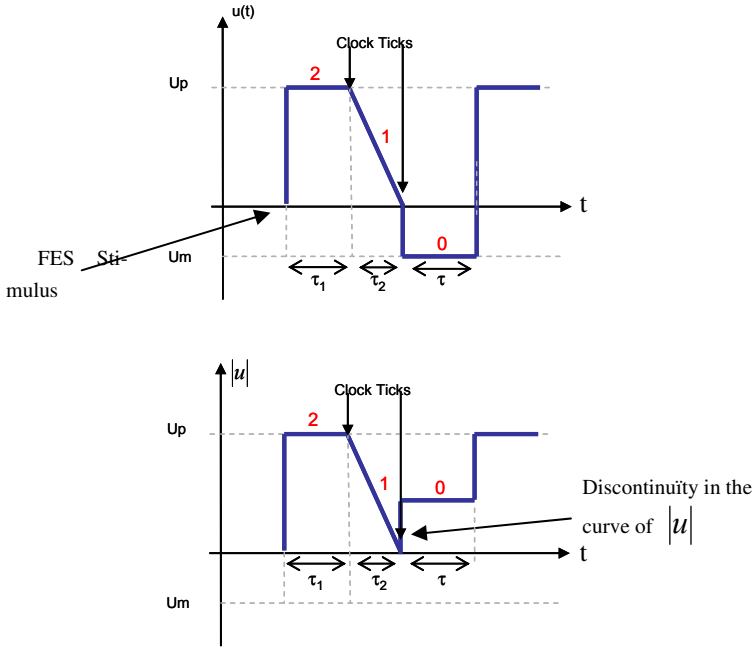 u(t)
Clock Ticks
Up
2
1
t
0
FES Sti-
mulus
Um
τ₁
τ₂
τ
|u|
Clock Ticks
Up
2
1
0
Discontinuïty in the
curve of |u|
t
τ₁
τ₂
τ
Um